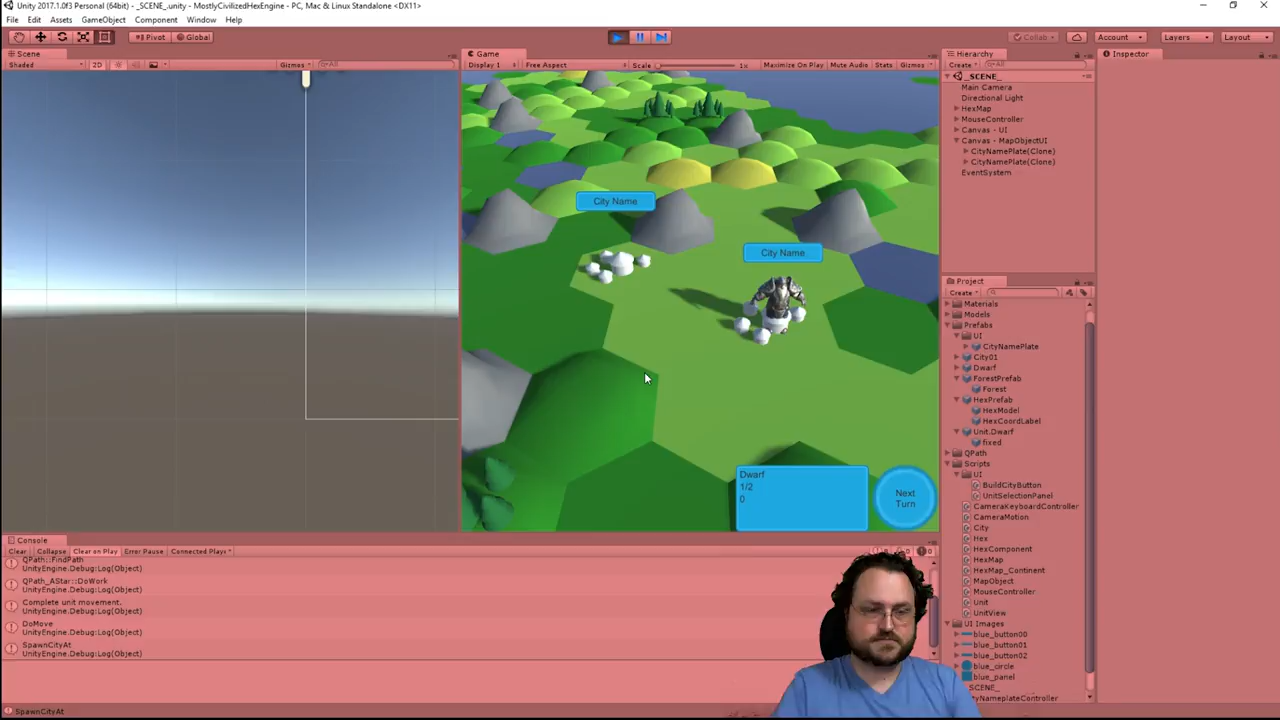 Unity 2017.1.0f3 Personal (64bit) - _SCENE_.unity - MostlyCivilizedHexEngine - PC, Mac & Linux Standalone <DX11>
File Edit Assets GameObject Component Window Help
Pivot Global
Collab Account Layers Layout
Scene
Shaded 2D Gizmos All
Game
Display 1 Free Aspect Scale 1x Maximize On Play Mute Audio Stats Gizmos
City Name
City Name
Dwarf
1/2
0
Next
Turn
Hierarchy
Create All
_SCENE_
Main Camera
Directional Light
HexMap
MouseController
Canvas - UI
Canvas - MapObjectUI
CityNamePlate(Clone)
CityNamePlate(Clone)
EventSystem
Inspector
Project
Create
Materials
Models
Prefabs
UI
CityNamePlate
City01
Dwarf
ForestPrefab
Forest
HexPrefab
HexModel
HexCoordLabel
Unit.Dwarf
fixed
QPath
Scripts
UI
BuildCityButton
UnitSelectionPanel
CameraKeyboardController
CameraMotion
City
Hex
HexComponent
HexMap
HexMap_Continent
MapObject
MouseController
Unit
UnitView
UI Images
blue_button00
blue_button01
blue_button02
blue_circle
blue_panel
_SCENE_
Console
Clear Collapse Clear on Play Error Pause Connected Players
QPath::FindPath
UnityEngine.Debug:Log(Object)
QPath_AStar::DoWork
UnityEngine.Debug:Log(Object)
Complete unit movement.
UnityEngine.Debug:Log(Object)
DoMove
UnityEngine.Debug:Log(Object)
SpawnCityAt
UnityEngine.Debug:Log(Object)
SpawnCityAt